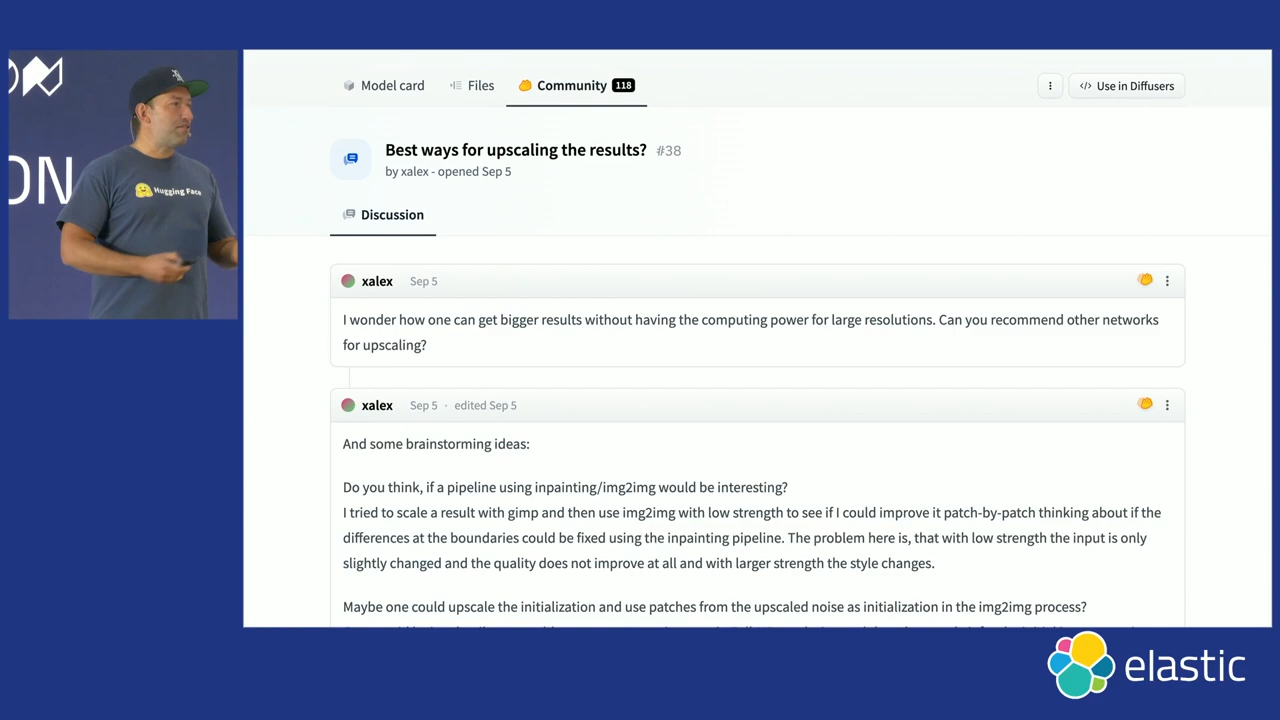 ON
Hugging Face
Model card
Files
Community 118
Use in Diffusers
Best ways for upscaling the results? #38
by xalex - opened Sep 5
Discussion
xalex Sep 5
I wonder how one can get bigger results without having the computing power for large resolutions. Can you recommend other networks
for upscaling?
xalex Sep 5 · edited Sep 5
And some brainstorming ideas:
Do you think, if a pipeline using inpainting/img2img would be interesting?
I tried to scale a result with gimp and then use img2img with low strength to see if I could improve it patch-by-patch thinking about if the
differences at the boundaries could be fixed using the inpainting pipeline. The problem here is, that with low strength the input is only
slightly changed and the quality does not improve at all and with larger strength the style changes.
Maybe one could upscale the initialization and use patches from the upscaled noise as initialization in the img2img process?
elastic